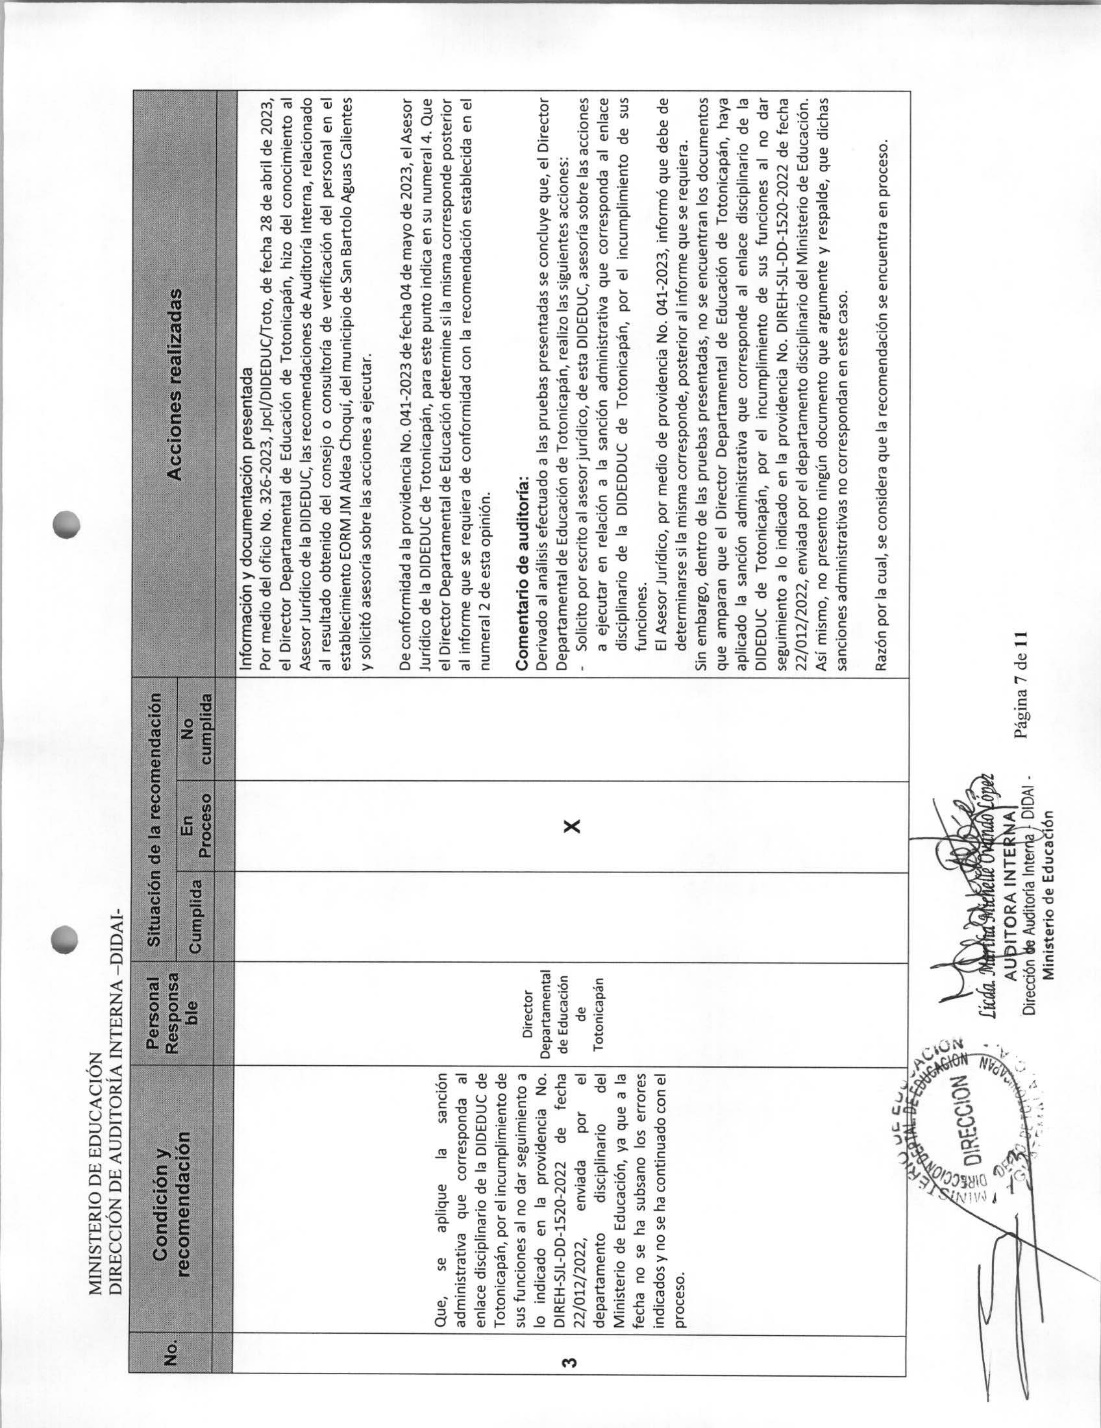 MINISTERIO DE EDUCACIÓN
DIRECCIÓN DE AUDITORÍA INTERNA –DIDAI-
No.
Condición y
recomendación
Personal
Responsa
ble
Situación de la recomendación
Cumplida
En
Proceso
No
cumplida
Acciones realizadas
3
Que, se aplique la sanción
administrativa que corresponda al
enlace disciplinario de la DIDEDUC de
Totonicapán, por el incumplimiento de
sus funciones al no dar seguimiento a
lo indicado en la providencia No.
DIREH-SJL-DD-1520-2022 de fecha
22/012/2022, enviada por el
departamento disciplinario del
Ministerio de Educación, ya que a la
fecha no se ha subsano los errores
indicados y no se ha continuado con el
proceso.
Director
Departamental
de Educación
de
Totonicapán
X
Información y documentación presentada
Por medio del oficio No. 326-2023, Jpcl/DIDEDUC/Toto, de fecha 28 de abril de 2023,
el Director Departamental de Educación de Totonicapán, hizo del conocimiento al
Asesor Jurídico de la DIDEDUC, las recomendaciones de Auditoría Interna, relacionado
al resultado obtenido del consejo o consultoría de verificación del personal en el
establecimiento EORM JM Aldea Choquí, del municipio de San Bartolo Aguas Calientes
y solicitó asesoría sobre las acciones a ejecutar.
De conformidad a la providencia No. 041-2023 de fecha 04 de mayo de 2023, el Asesor
Jurídico de la DIDEDUC de Totonicapán, para este punto indica en su numeral 4. Que
el Director Departamental de Educación determine si la misma corresponde posterior
al informe que se requiera de conformidad con la recomendación establecida en el
numeral 2 de esta opinión.
Comentario de auditoría:
Derivado al análisis efectuado a las pruebas presentadas se concluye que, el Director
Departamental de Educación de Totonicapán, realizo las siguientes acciones:
- Solicito por escrito al asesor jurídico, de esta DIDEDUC, asesoría sobre las acciones
a ejecutar en relación a la sanción administrativa que corresponda al enlace
disciplinario de la DIDEDDUC de Totonicapán, por el incumplimiento de sus
funciones.
El Asesor Jurídico, por medio de providencia No. 041-2023, informó que debe de
determinarse si la misma corresponde, posterior al informe que se requiera.
Sin embargo, dentro de las pruebas presentadas, no se encuentran los documentos
que amparan que el Director Departamental de Educación de Totonicapán, haya
aplicado la sanción administrativa que corresponde al enlace disciplinario de la
DIDEDUC de Totonicapán, por el incumplimiento de sus funciones al no dar
seguimiento a lo indicado en la providencia No. DIREH-SJL-DD-1520-2022 de fecha
22/012/2022, enviada por el departamento disciplinario del Ministerio de Educación.
Así mismo, no presento ningún documento que argumente y respalde, que dichas
sanciones administrativas no correspondan en este caso.
Razón por la cual, se considera que la recomendación se encuentra en proceso.
DIRECCION
Licda. Martha Michelle Ovando López
AUDITORA INTERNA
Dirección de Auditoría Interna - DIDAI -
Ministerio de Educación
Página 7 de 11